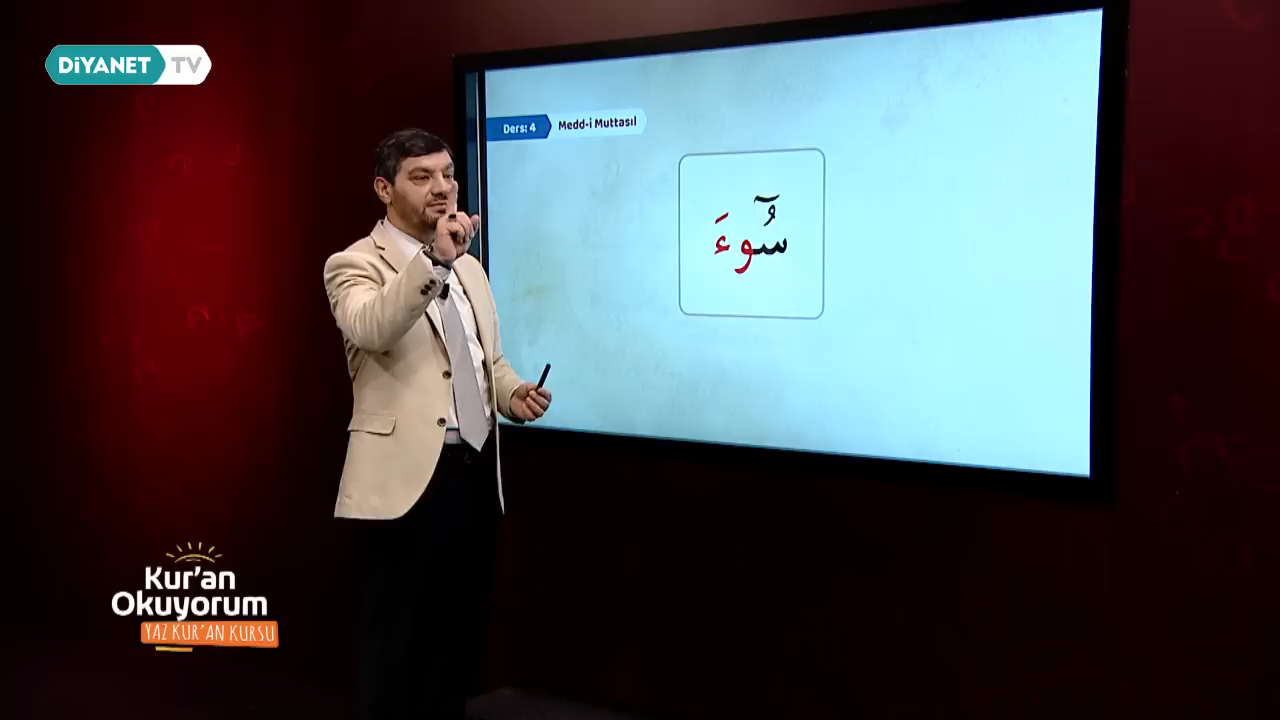 DİYANET TV
Ders: 4 Medd-i Muttasıl
سُوٓءَ
Kur'an
Okuyorum
YAZ KUR'AN KURSU